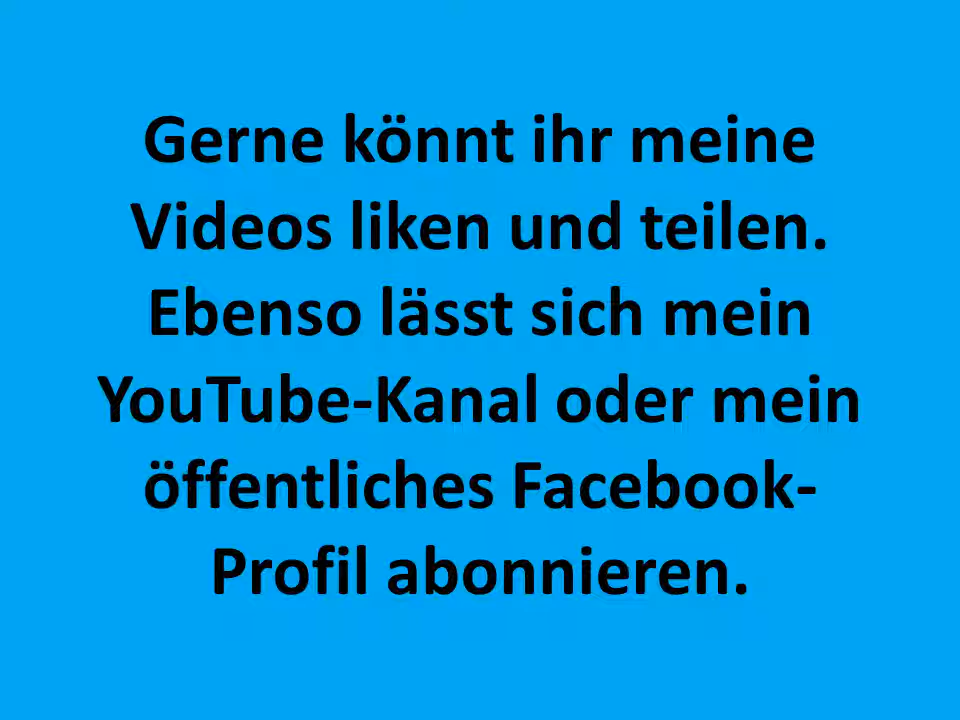 Gerne könnt ihr meine
Videos liken und teilen.
Ebenso lässt sich mein
YouTube-Kanal oder mein
öffentliches Facebook-
Profil abonnieren.